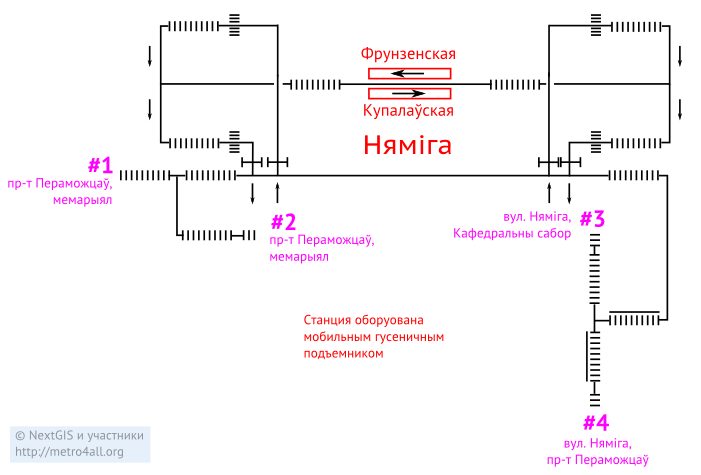 Фрунзенская
Купалаўская
Няміга
#1
пр-т Пераможцаў,
мемарыял
#2
пр-т Пераможцаў,
мемарыял
вул. Няміга,
Кафедральны сабор
#3
Станция оборуована
мобильным гусеничным
подъемником
#4
вул. Няміга,
пр-т Пераможцаў
© NextGIS и участники
http://metro4all.org